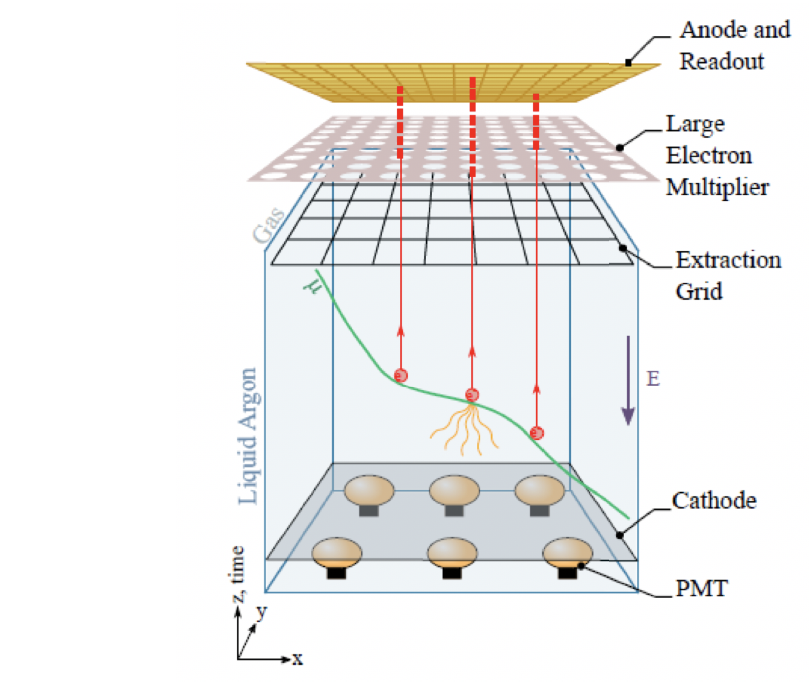 Anode and
Readout
Large
Electron
Multiplier
Gas
Extraction
Grid
μ
E
Liquid Argon
Cathode
PMT
z, time
y
x